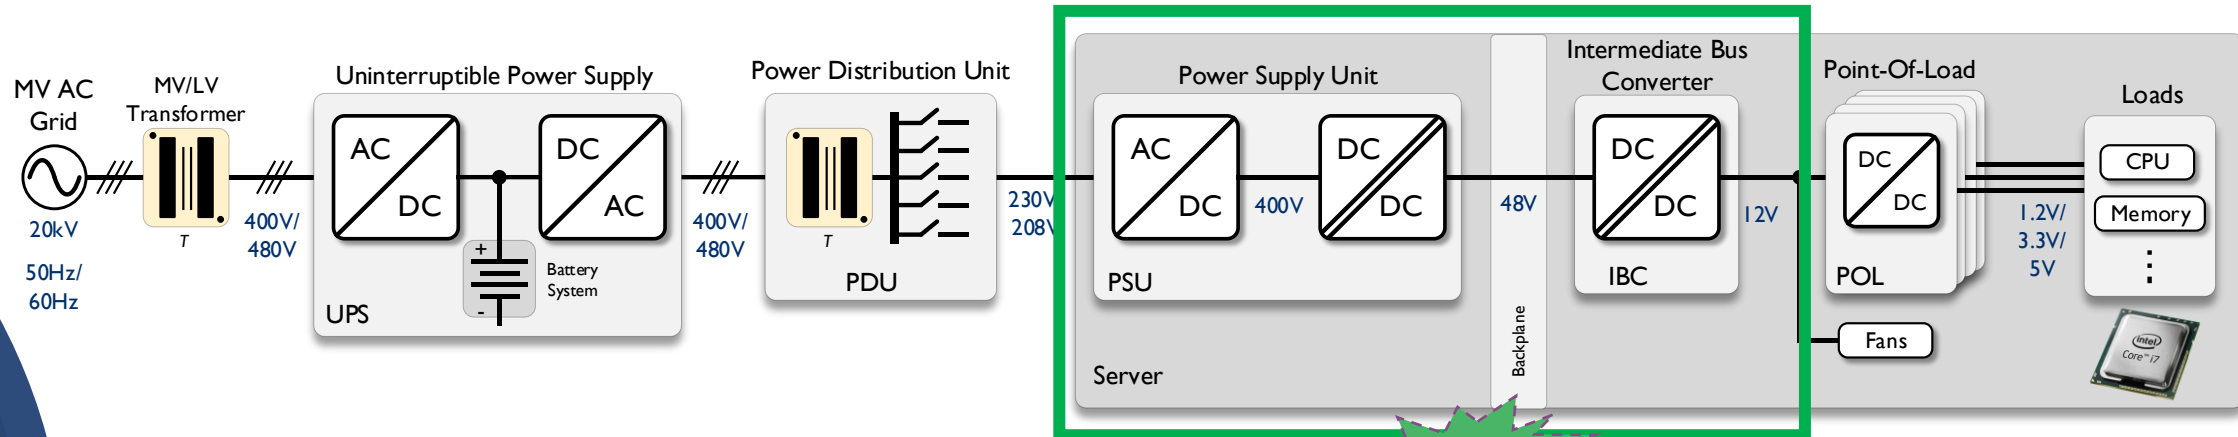 MV AC
Grid
20kV
50Hz/
60Hz
MV/LV
Transformer
T
400V/
480V
Uninterruptible Power Supply
AC
DC
DC
AC
+
-
Battery
System
UPS
400V/
480V
Power Distribution Unit
T
PDU
230V
208V
Power Supply Unit
AC
DC
400V
DC
DC
PSU
48V
Backplane
Server
Intermediate Bus
Converter
DC
DC
IBC
12V
Point-Of-Load
DC
DC
POL
Fans
1.2V/
3.3V/
5V
Loads
CPU
Memory
intel
Core™ i7